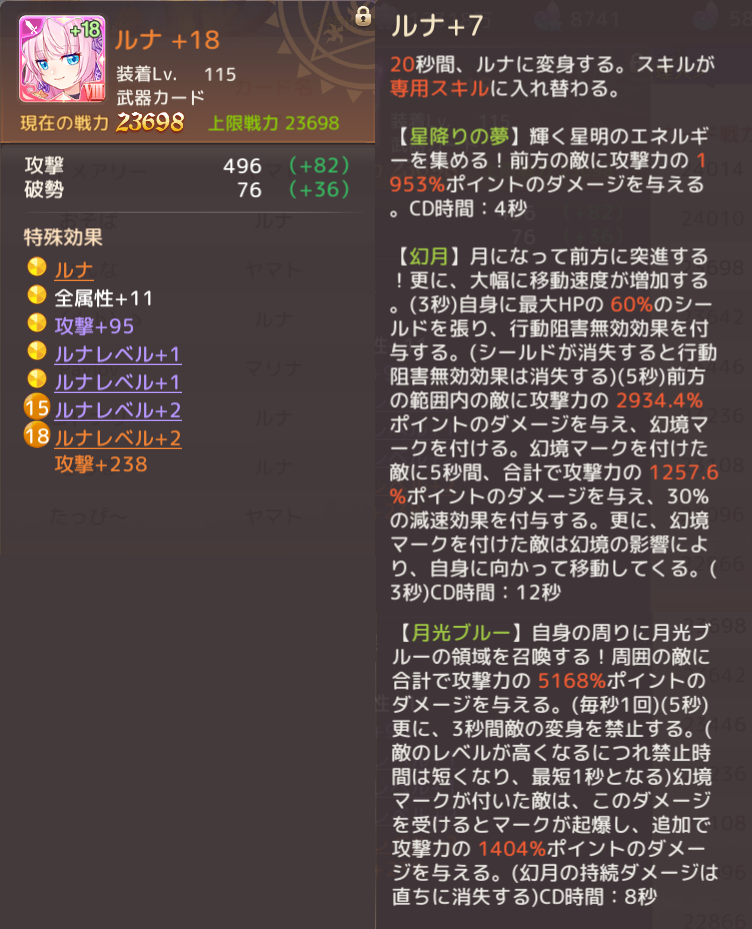 +18
VIII
ルナ +18
装着Lv. 115
武器カード
現在の戦力 23698 上限戦力 23698
攻撃 496 (+82)
破勢 76 (+36)
特殊効果
ルナ
全属性+11
攻撃+95
ルナレベル+1
ルナレベル+1
15 ルナレベル+2
18 ルナレベル+2
攻撃+238
たっぴ〜 ヤマト
ルナ+7
8741
20秒間、ルナに変身する。スキルが
専用スキルに入れ替わる。
【星降りの夢】輝く星明のエネルギ
ーを集める！前方の敵に攻撃力の 1
953%ポイントのダメージを与える
。CD時間：4秒
【幻月】月になって前方に突進する
！更に、大幅に移動速度が増加する
。(3秒)自身に最大HPの 60%のシー
ルドを張り、行動阻害無効効果を付
与する。(シールドが消失すると行動
阻害無効効果は消失する)(5秒)前方
の範囲内の敵に攻撃力の 2934.4%
ポイントのダメージを与え、幻境マ
ークを付ける。幻境マークを付けた
敵に5秒間、合計で攻撃力の 1257.6
%ポイントのダメージを与え、30%
の減速効果を付与する。更に、幻境
マークを付けた敵は幻境の影響によ
り、自身に向かって移動してくる。(
3秒)CD時間：12秒
【月光ブルー】自身の周りに月光ブ
ルーの領域を召喚する！周囲の敵に
合計で攻撃力の 5168%ポイントの
ダメージを与える。(毎秒1回)(5秒)
更に、3秒間敵の変身を禁止する。(
敵のレベルが高くなるにつれ禁止時
間は短くなり、最短1秒となる)幻境
マークが付いた敵は、このダメージ
を受けるとマークが起爆し、追加で
攻撃力の 1404%ポイントのダメー
ジを与える。(幻月の持続ダメージは
直ちに消失する)CD時間：8秒